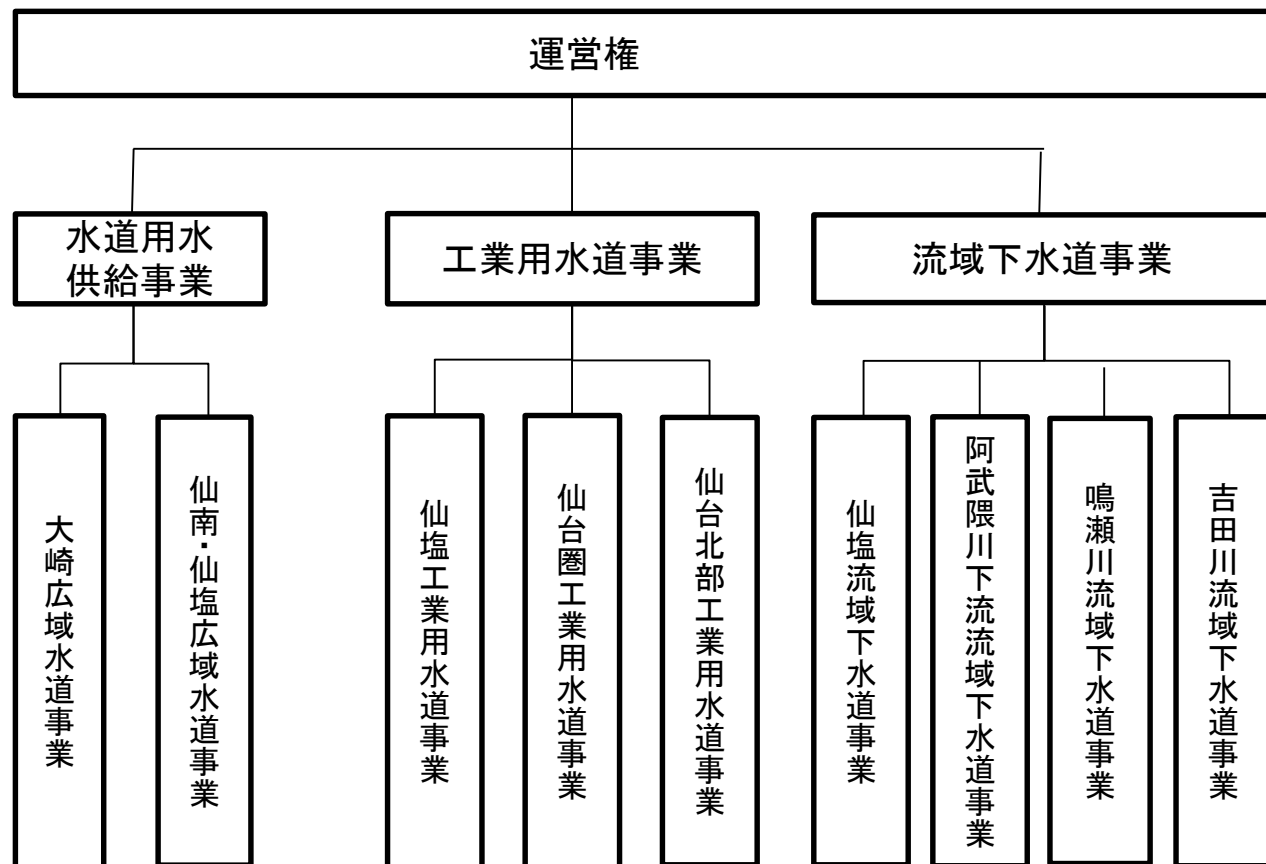 運営権
水道用水
供給事業
工業用水道事業
流域下水道事業
大崎広域水道事業
仙南・仙塩広域水道事業
仙塩工業用水道事業
仙台圏工業用水道事業
仙台北部工業用水道事業
仙塩流域下水道事業
阿武隈川下流流域下水道事業
鳴瀬川流域下水道事業
吉田川流域下水道事業